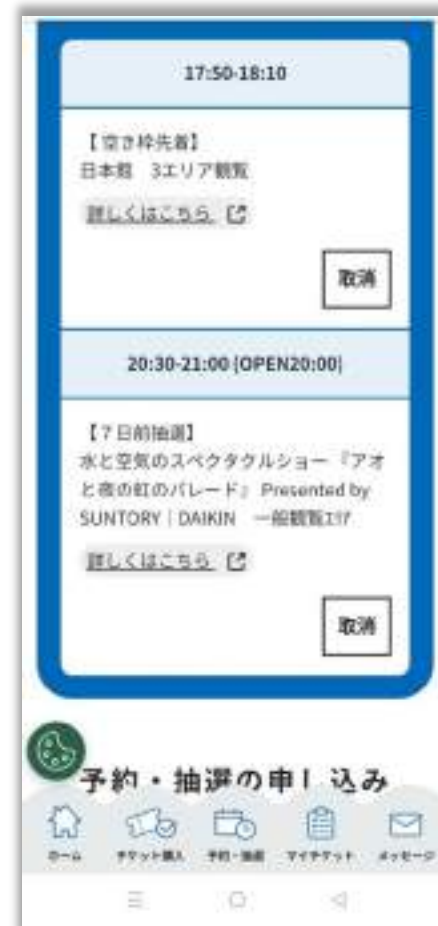 17:50-18:10
【空き枠先着】
日本館 3エリア観覧
詳しくはこちら
取消
20:30-21:00 (OPEN20:00)
【7日前抽選】
水と空気のスペクタクルショー『アオ
と夜の虹のパレード』 Presented by
SUNTORY｜DAIKIN 一般観覧ｴﾘｱ
詳しくはこちら
取消
予約・抽選の申し込み
ホーム チケット購入 予約・抽選 マイチケット メッセージ